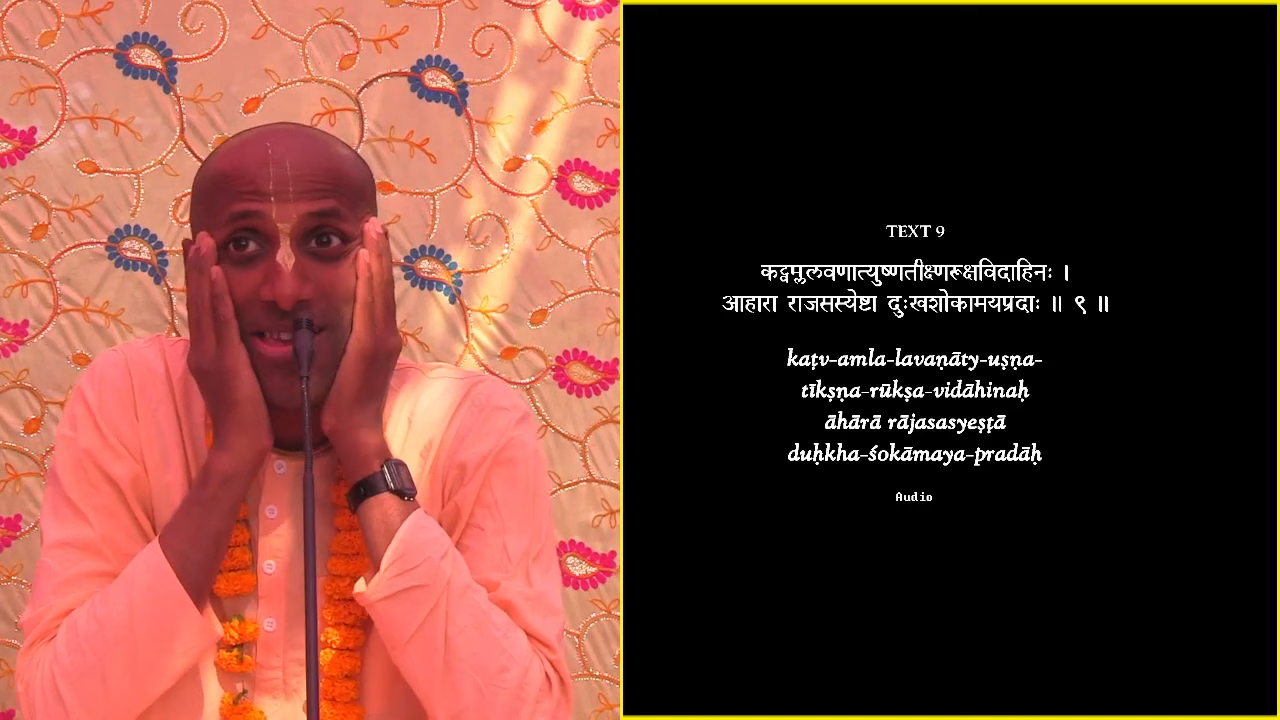 TEXT 9
कट्वम्ललवणात्युष्णतीक्ष्णरूक्षविदाहिनः ।
आहारा राजसस्येष्टा दुःखशोकामयप्रदाः ॥ ९ ॥
kaṭv-amla-lavaṇāty-uṣṇa-
tīkṣṇa-rūkṣa-vidāhinaḥ
āhārā rājasasyeṣṭā
duḥkha-śokāmaya-pradāḥ
Audio